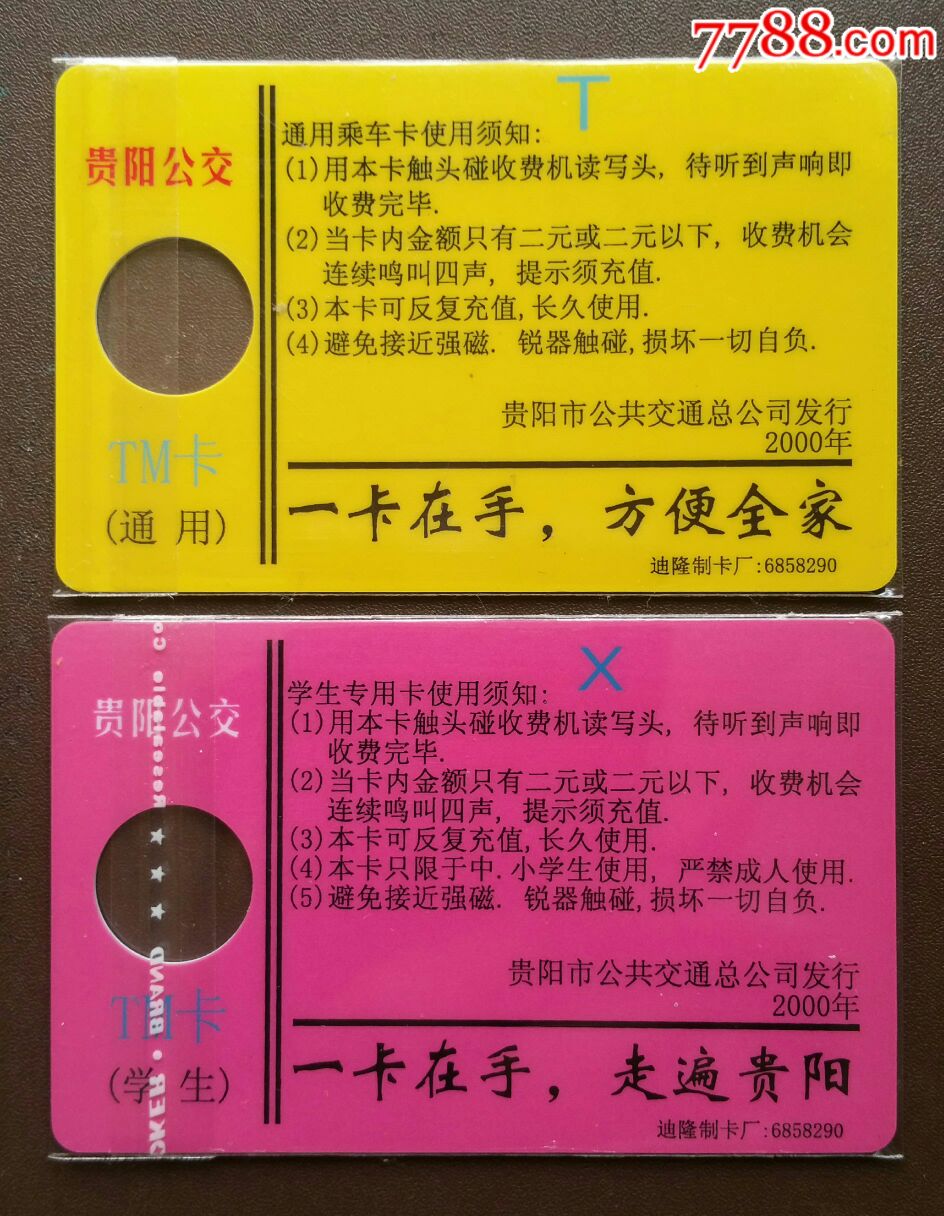 7788.com
T
贵阳公交
TM卡
(通 用)
通用乘车卡使用须知:
(1)用本卡触头碰收费机读写头, 待听到声响即
收费完毕.
(2)当卡内金额只有二元或二元以下, 收费机会
连续鸣叫四声, 提示须充值.
(3)本卡可反复充值,长久使用.
(4)避免接近强磁. 锐器触碰,损坏一切自负.
贵阳市公共交通总公司发行
2000年
一卡在手, 方便全家
迪隆制卡厂:6858290
X
贵阳公交
TM卡
(学 生)
学生专用卡使用须知:
(1)用本卡触头碰收费机读写头, 待听到声响即
收费完毕.
(2)当卡内金额只有二元或二元以下, 收费机会
连续鸣叫四声, 提示须充值.
(3)本卡可反复充值,长久使用.
(4)本卡只限于中.小学生使用, 严禁成人使用.
(5)避免接近强磁. 锐器触碰,损坏一切自负.
贵阳市公共交通总公司发行
2000年
一卡在手, 走遍贵阳
迪隆制卡厂:6858290
OKER • BRAND